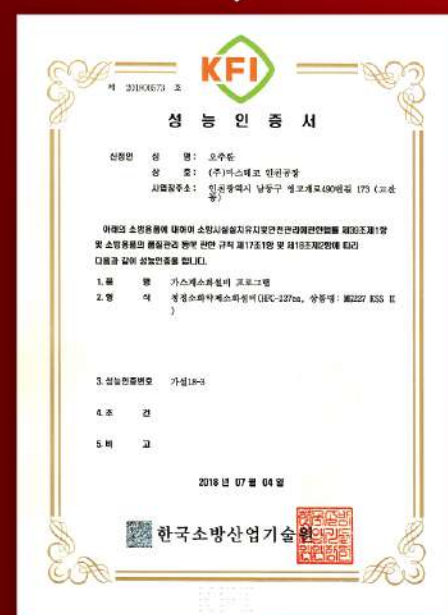 KFI
제 201800573 호
성 능 인 증 서
신청인 성 명: 오주환
상 호: (주)마스테코 인천공장
사업장주소: 인천광역시 남동구 앵고개로490번길 173 (고잔
동)
아래의 소방용품에 대하여 소방시설설치유지및안전관리에관한법률 제39조제1항
및 소방용품의 품질관리 등에 관한 규칙 제17조1항 및 제18조제2항에 따라
다음과 같이 성능인증을 합니다.
1. 품 명 가스계소화설비 프로그램
2. 형 식 청정소화약제소화설비(HFC-227ea, 상품명: MG227 ESS II
)
3. 성능인증번호 가설18-3
4. 조 건
5. 비 고
2018 년 07 월 04 일
한국소방산업기술원